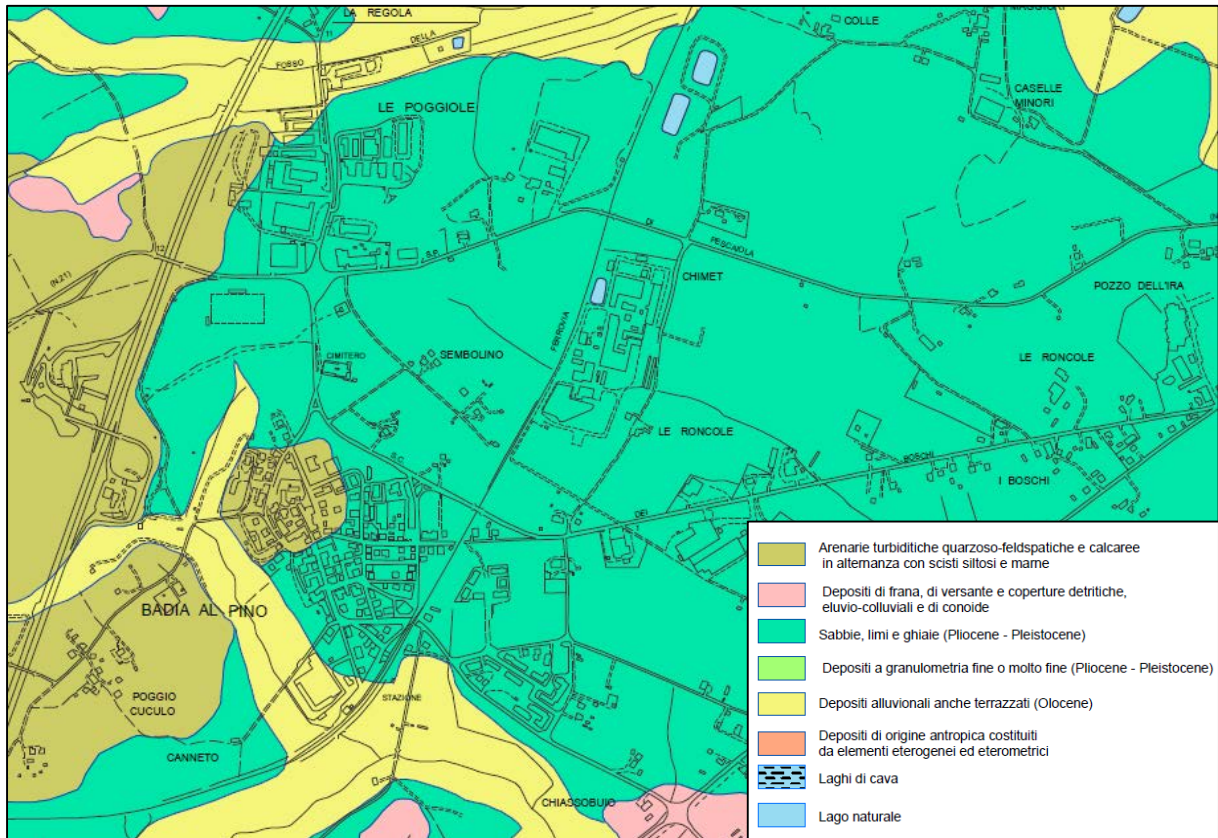 LA REGOLA
11
DELLA
FOSSO
COLLE
MAGGIORI
LE POGGIOLE
CASELLE
MINORI
12
(N.21)
S.P.
DI
PESCAIOLA
(N
CHIMET
POZZO DELL'IRA
FERROVIA
CIMITERO
SEMBOLINO
LE RONCOLE
LE RONCOLE
S.C.
BOSCHI
I BOSCHI
DEI
BADIA AL PINO
POGGIO
CUCULO
STAZIONE
CANNETO
CHIASSOBUIO
Arenarie turbiditiche quarzoso-feldspatiche e calcaree
in alternanza con scisti siltosi e marne
Depositi di frana, di versante e coperture detritiche,
eluvio-colluviali e di conoide
Sabbie, limi e ghiaie (Pliocene - Pleistocene)
Depositi a granulometria fine o molto fine (Pliocene - Pleistocene)
Depositi alluvionali anche terrazzati (Olocene)
Depositi di origine antropica costituiti
da elementi eterogenei ed eterometrici
Laghi di cava
Lago naturale